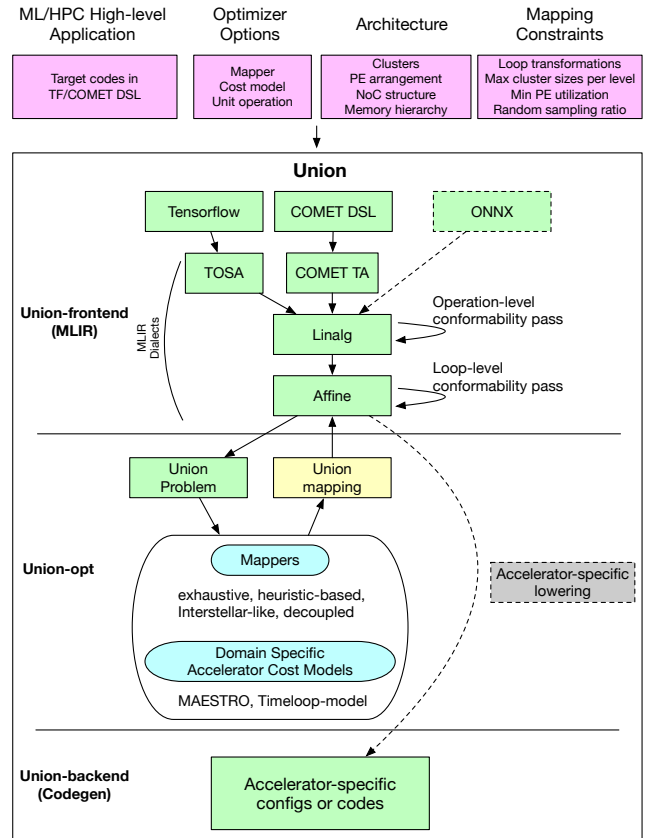 ML/HPC High-level
Application
Optimizer
Options
Architecture
Mapping
Constraints
Target codes in
TF/COMET DSL
Mapper
Cost model
Unit operation
Clusters
PE arrangement
NoC structure
Memory hierarchy
Loop transformations
Max cluster sizes per level
Min PE utilization
Random sampling ratio
Union
Tensorflow
COMET DSL
ONNX
TOSA
COMET TA
Union-frontend
(MLIR)
MLIR
Dialects
Linalg
Operation-level
conformability pass
Affine
Loop-level
conformability pass
Union
Problem
Union
mapping
Union-opt
Mappers
exhaustive, heuristic-based,
Interstellar-like, decoupled
Domain Specific
Accelerator Cost Models
MAESTRO, Timeloop-model
Accelerator-specific
lowering
Union-backend
(Codegen)
Accelerator-specific
configs or codes